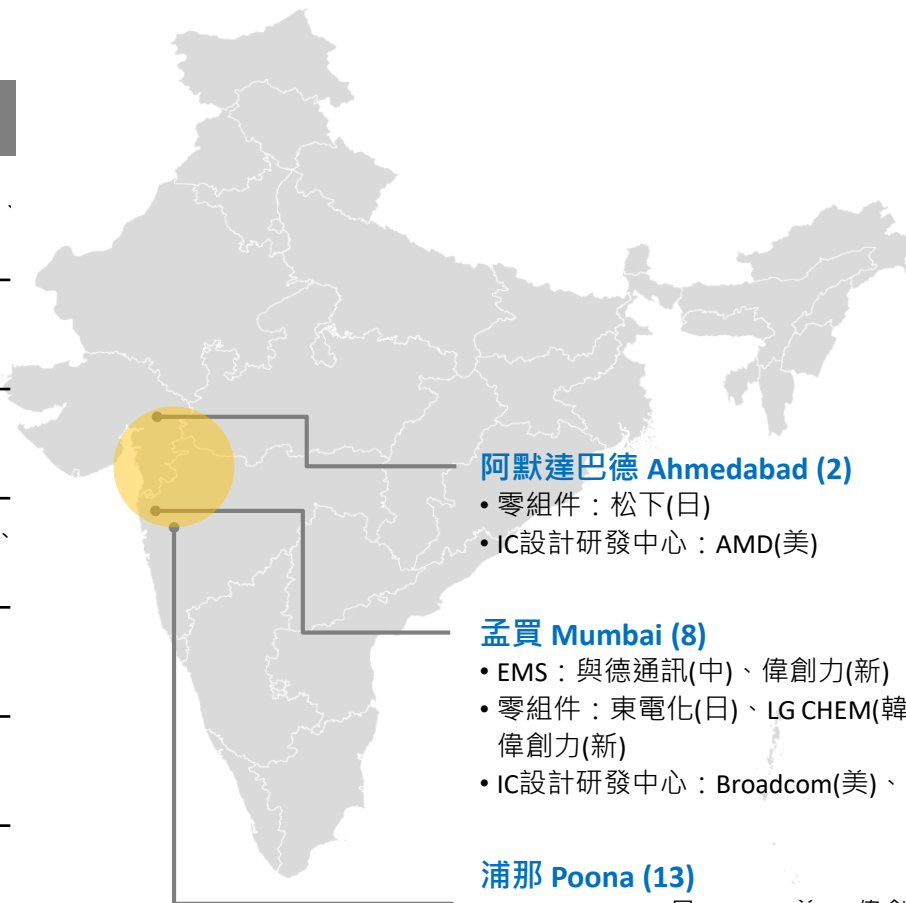 、
、
阿默達巴德 Ahmedabad (2)
• 零組件：松下(日)
• IC設計研發中心：AMD(美)
孟買 Mumbai (8)
• EMS：與德通訊(中)、偉創力(新)
• 零組件：東電化(日)、LG CHEM(韓
偉創力(新)
• IC設計研發中心：Broadcom(美)、
浦那 Poona (13)